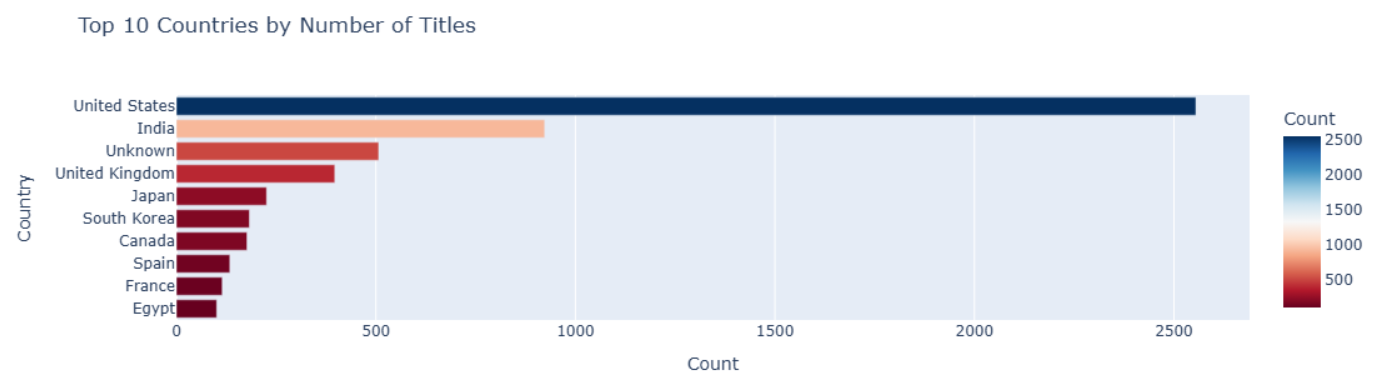 Top 10 Countries by Number of Titles
United States
India
Unknown
United Kingdom
Japan
South Korea
Canada
Spain
France
Egypt
Country
0 500 1000 1500 2000 2500
Count
Count
2500
2000
1500
1000
500